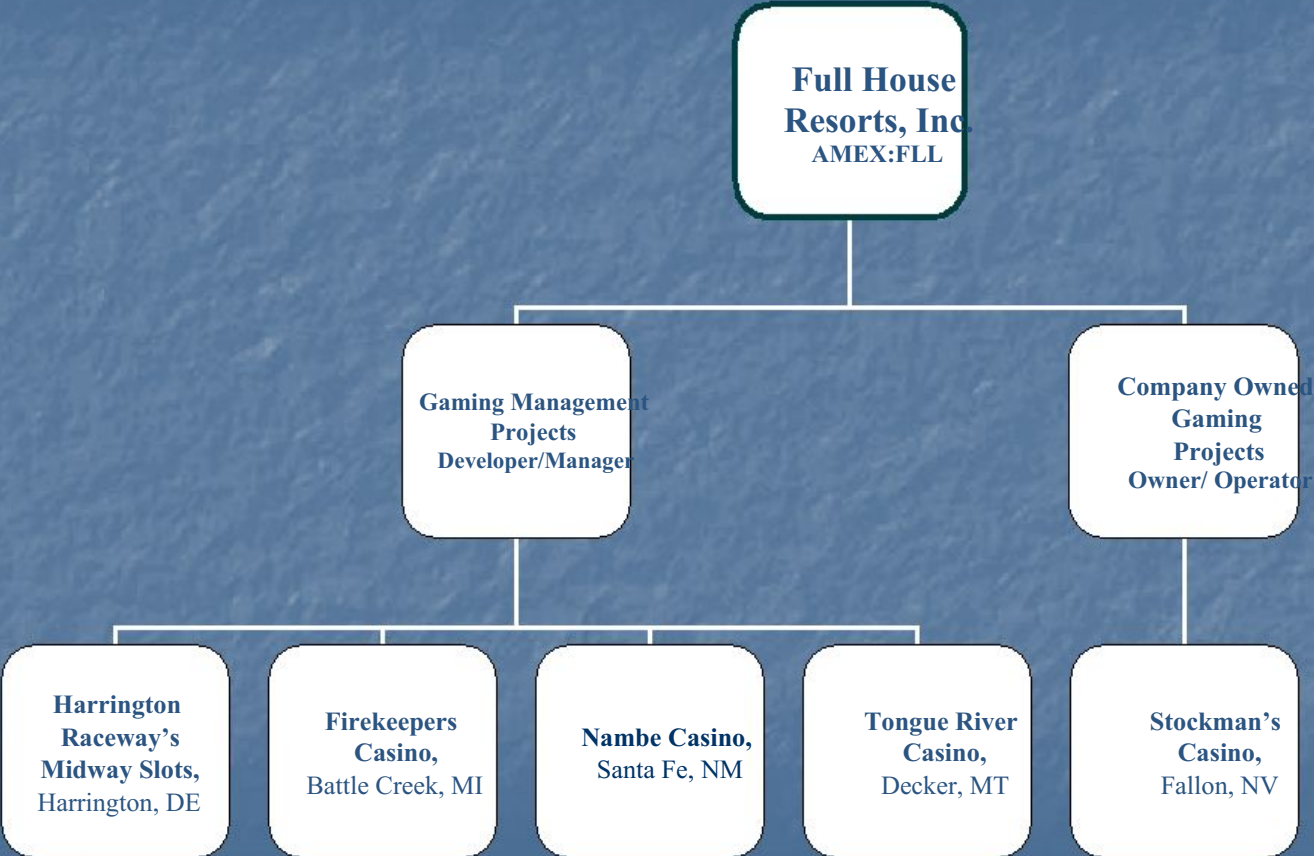 Full House
Resorts, Inc.
AMEX:FLL
Gaming Management
Projects
Developer/Manager
Company Owned
Gaming
Projects
Owner/ Operator
Harrington
Raceway’s
Midway Slots,
Harrington, DE
Firekeepers
Casino,
Battle Creek, MI
Nambe Casino,
Santa Fe, NM
Tongue River
Casino,
Decker, MT
Stockman’s
Casino,
Fallon, NV